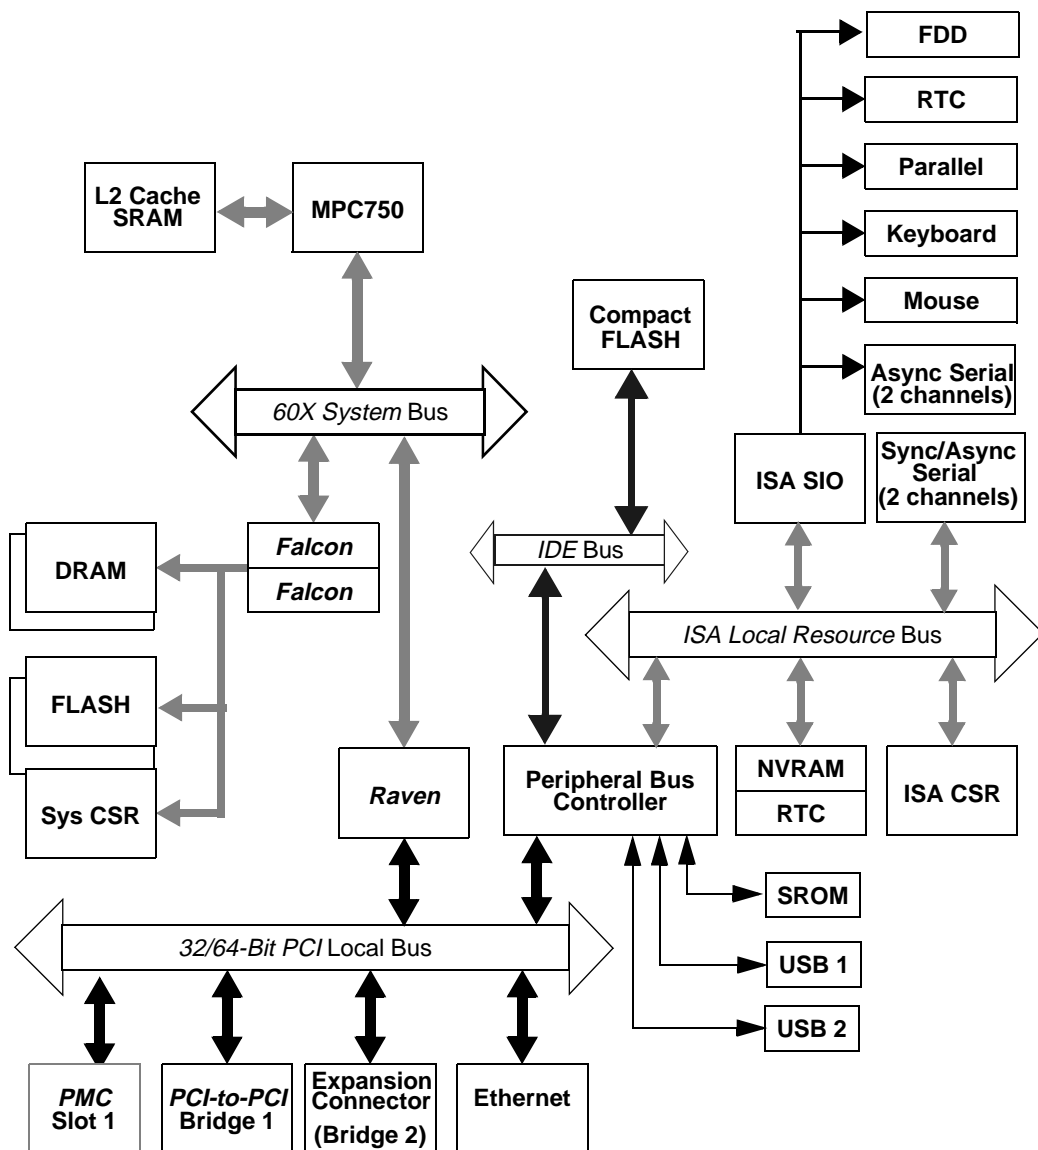 FDD
RTC
Parallel
Keyboard
Mouse
Async Serial
(2 channels)
L2 Cache
SRAM
MPC750
Compact
FLASH
60X System Bus
ISA SIO
Sync/Async
Serial
(2 channels)
Falcon
Falcon
DRAM
IDE Bus
ISA Local Resource Bus
FLASH
Sys CSR
Raven
Peripheral Bus
Controller
NVRAM
RTC
ISA CSR
SROM
32/64-Bit PCI Local Bus
USB 1
USB 2
PMC
Slot 1
PCI-to-PCI
Bridge 1
Expansion
Connector
(Bridge 2)
Ethernet